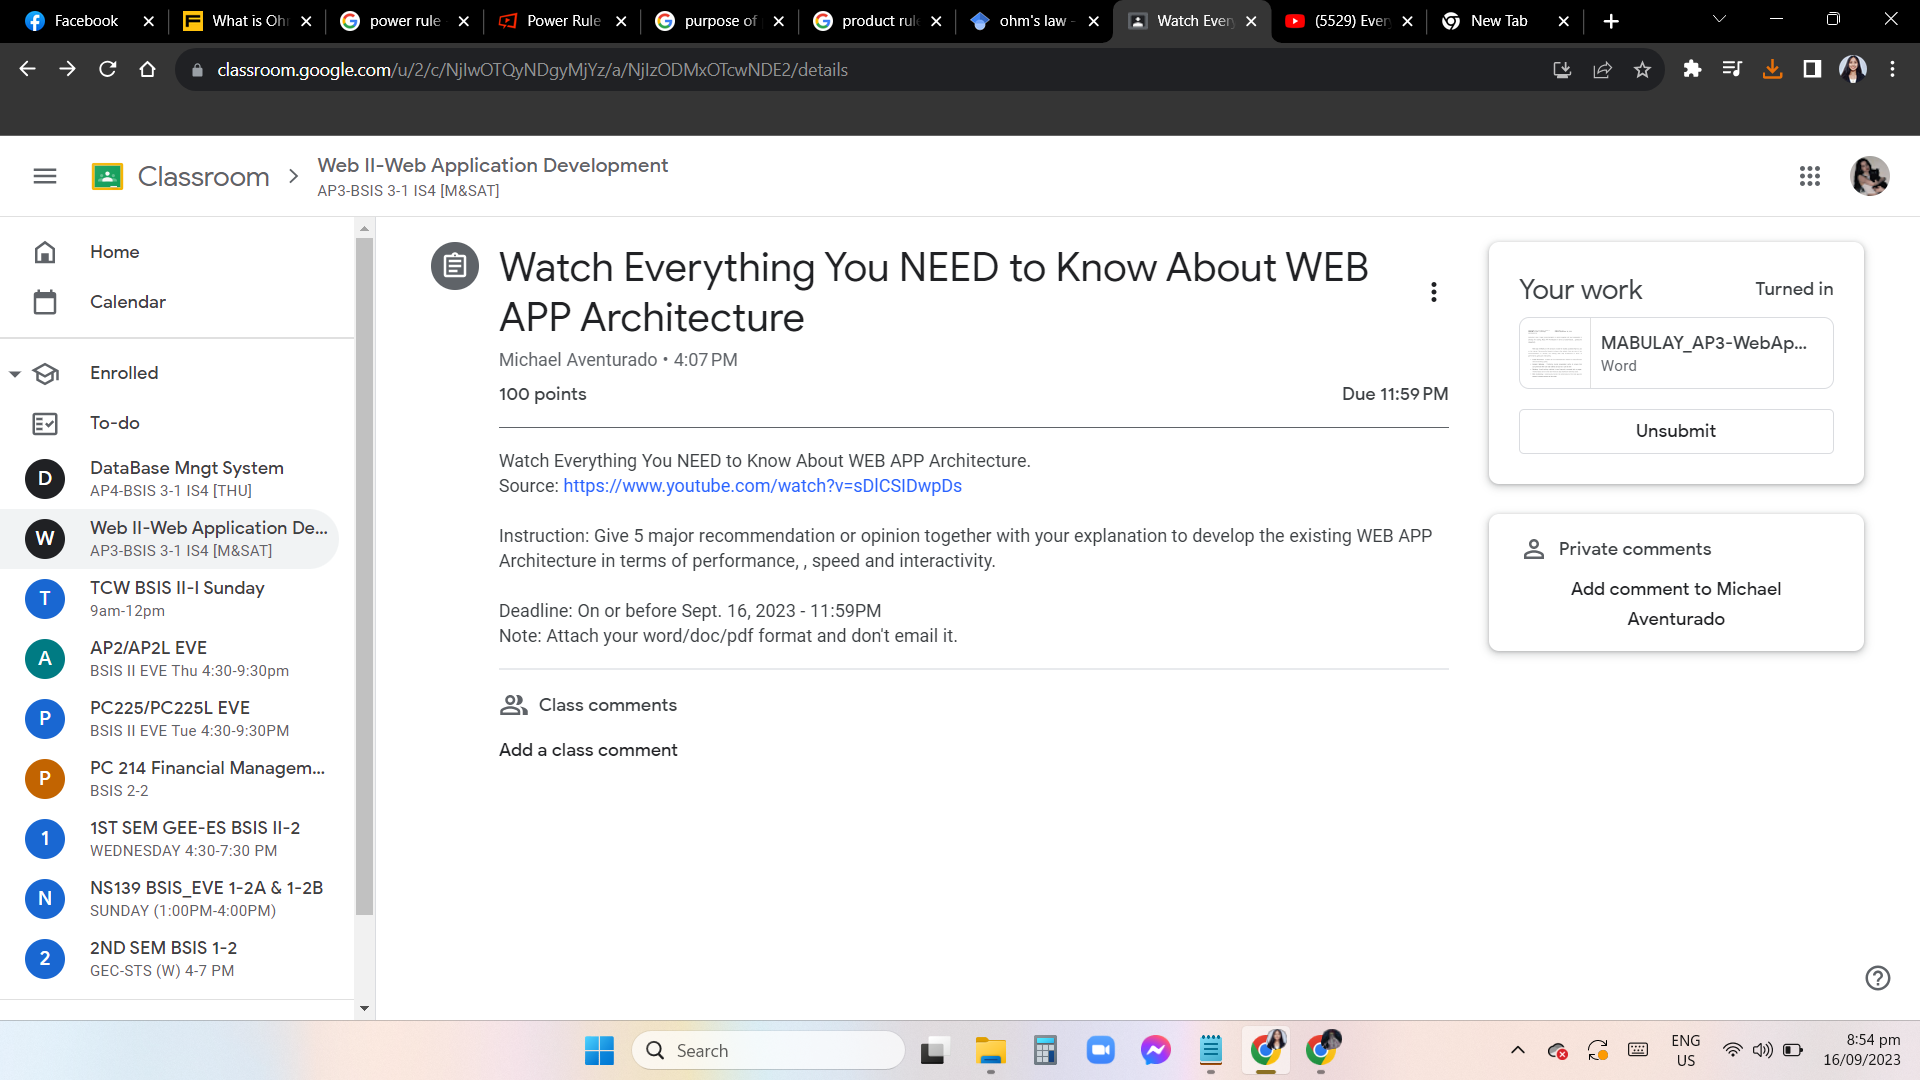 Facebook
What is Ohm
power rule
Power Rule
purpose of
product rule
ohm's law -
Watch Every
(5529) Every
New Tab
classroom.google.com/u/2/c/NjIwOTQyNDgyMjYz/a/NjIzODMxOTcwNDE2/details
Classroom
Web II-Web Application Development
AP3-BSIS 3-1 IS4 [M&SAT]
Home
Calendar
Enrolled
To-do
D
DataBase Mngt System
AP4-BSIS 3-1 IS4 [THU]
W
Web II-Web Application De...
AP3-BSIS 3-1 IS4 [M&SAT]
T
TCW BSIS II-I Sunday
9am-12pm
A
AP2/AP2L EVE
BSIS II EVE Thu 4:30-9:30pm
P
PC225/PC225L EVE
BSIS II EVE Tue 4:30-9:30PM
P
PC 214 Financial Managem...
BSIS 2-2
1
1ST SEM GEE-ES BSIS II-2
WEDNESDAY 4:30-7:30 PM
N
NS139 BSIS_EVE 1-2A & 1-2B
SUNDAY (1:00PM-4:00PM)
2
2ND SEM BSIS 1-2
GEC-STS (W) 4-7 PM
Watch Everything You NEED to Know About WEB
APP Architecture
Michael Aventurado • 4:07 PM
100 points
Due 11:59 PM
Watch Everything You NEED to Know About WEB APP Architecture.
Source: https://www.youtube.com/watch?v=sDlCSIDwpDs
Instruction: Give 5 major recommendation or opinion together with your explanation to develop the existing WEB APP
Architecture in terms of performance, , speed and interactivity.
Deadline: On or before Sept. 16, 2023 - 11:59PM
Note: Attach your word/doc/pdf format and don't email it.
Class comments
Add a class comment
Your work
Turned in
MABULAY_AP3-WebAp...
Word
Unsubmit
Private comments
Add comment to Michael
Aventurado
Search
ENG
US
8:54 pm
16/09/2023